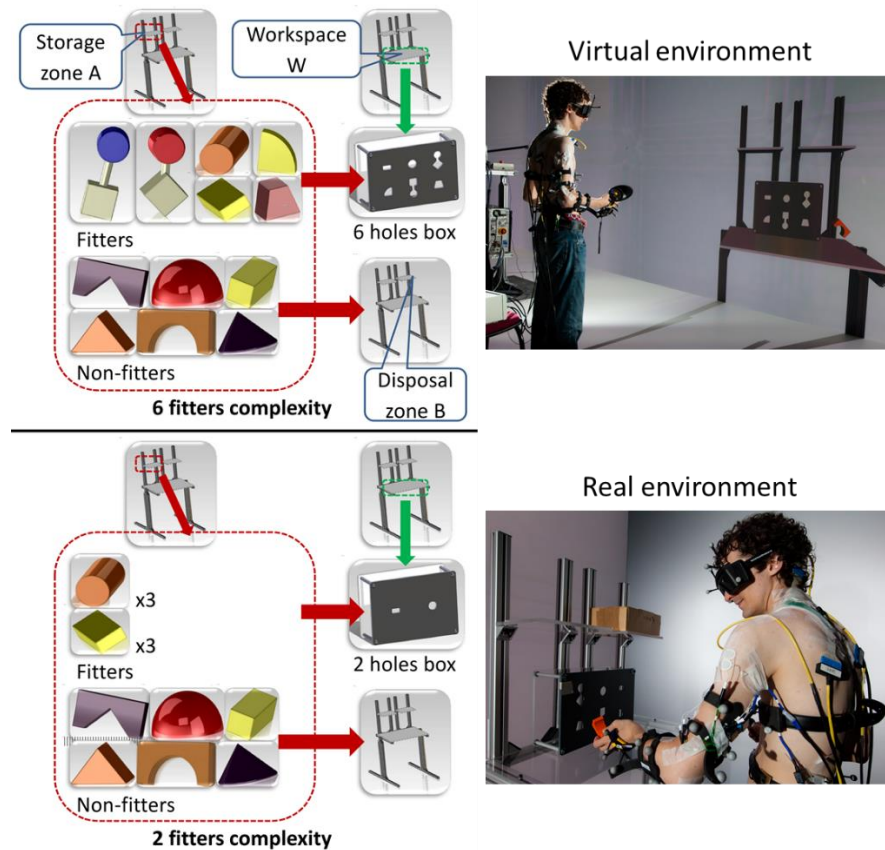 Storage
zone A
Workspace
W
Virtual environment
Fitters
6 holes box
Non-fitters
Disposal
zone B
6 fitters complexity
Real environment
x3
x3
Fitters
2 holes box
Non-fitters
2 fitters complexity